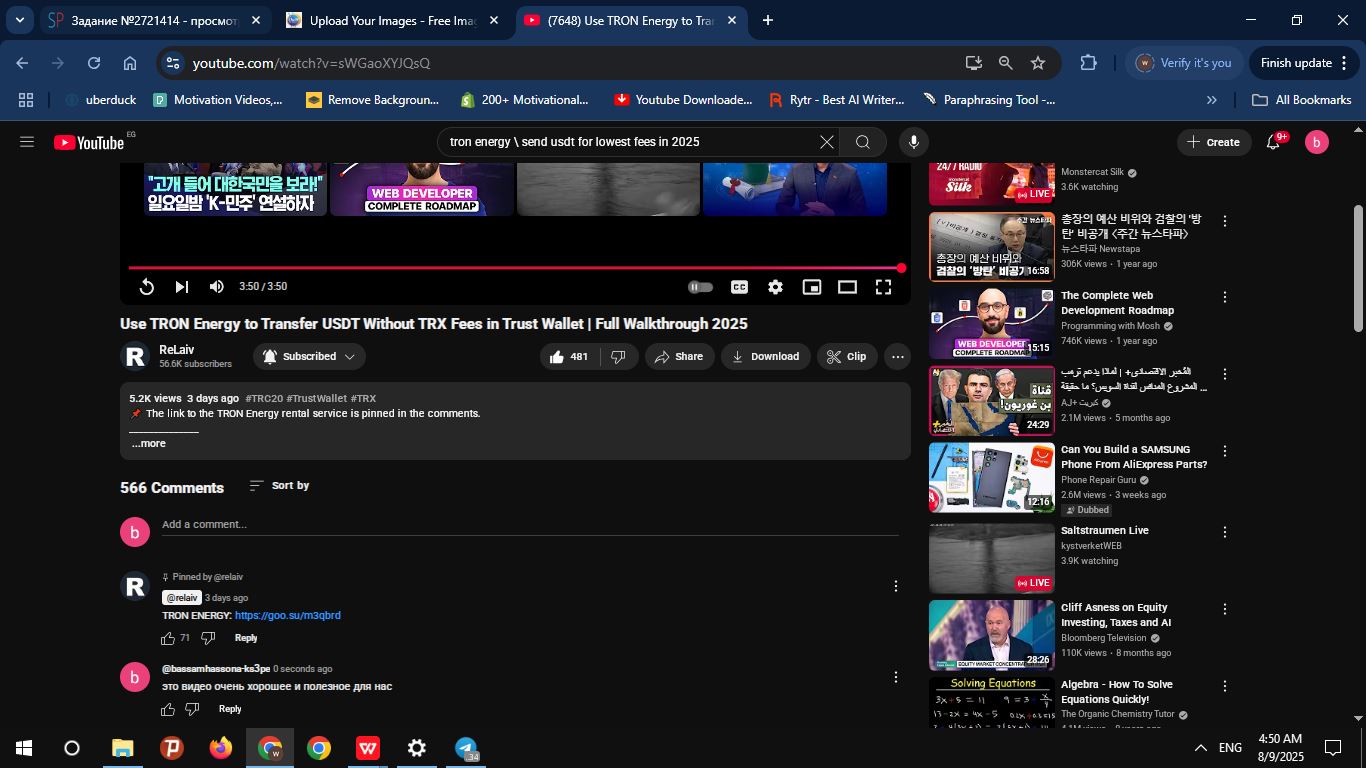 Задание №2721414 - просмот
Upload Your Images - Free Ima
(7648) Use TRON Energy to Tra
youtube.com/watch?v=sWGaoXYJQsQ
Verify it's you
Finish update
uberduck
Motivation Videos,...
Remove Backgroun...
200+ Motivational...
Youtube Downloade...
Rytr - Best AI Writer...
Paraphrasing Tool -...
All Bookmarks
YouTube EG
tron energy \ send usdt for lowest fees in 2025
Create
9+
b
"고개 들어 대한국민을 보라!"
일요일밤 'K-민주' 연설하자
WEB DEVELOPER
COMPLETE ROADMAP
3:50 / 3:50
CC
Use TRON Energy to Transfer USDT Without TRX Fees in Trust Wallet | Full Walkthrough 2025
R
ReLaiv
56.6K subscribers
Subscribed
481
Share
Download
Clip
5.2K views 3 days ago #TRC20 #TrustWallet #TRX
The link to the TRON Energy rental service is pinned in the comments.
______________
...more
566 Comments
Sort by
b
Add a comment...
R
Pinned by @relaiv
@relaiv 3 days ago
TRON ENERGY: https://goo.su/m3qbrd
71
Reply
b
@bassamhassona-ks3pe 0 seconds ago
это видео очень хорошее и полезное для нас
Reply
24/7 RADIO
Silk
LIVE
Monstercat Silk
3.6K watching
총장의 예산 비위와
검찰의 '방탄' 비공개
16:58
총장의 예산 비위와 검찰의 '방
탄' 비공개 <주간 뉴스타파>
뉴스타파 Newstapa
306K views • 1 year ago
WEB DEVELOPER
COMPLETE ROADMAP
15:15
The Complete Web
Development Roadmap
Programming with Mosh
746K views • 1 year ago
قناة
بن غوريون!
24:29
المُخبر الاقتصادي+ | لماذا يدعم ترمب
المشروع المنافس لقناة السويس؟ ما حقيقة ...
AJ+ كبريت
2.1M views • 5 months ago
12:16
Can You Build a SAMSUNG
Phone From AliExpress Parts?
Phone Repair Guru
2.6M views • 3 weeks ago
Dubbed
LIVE
Saltstraumen Live
kystverketWEB
3.9K watching
EQUITY MARKET CONCENTRAT
28:26
Cliff Asness on Equity
Investing, Taxes and AI
Bloomberg Television
110K views • 8 months ago
Solving Equations
3x + 5 = 11
13 - 2x = 4x - 5
Algebra - How To Solve
Equations Quickly!
The Organic Chemistry Tutor
34
ENG
4:50 AM
8/9/2025